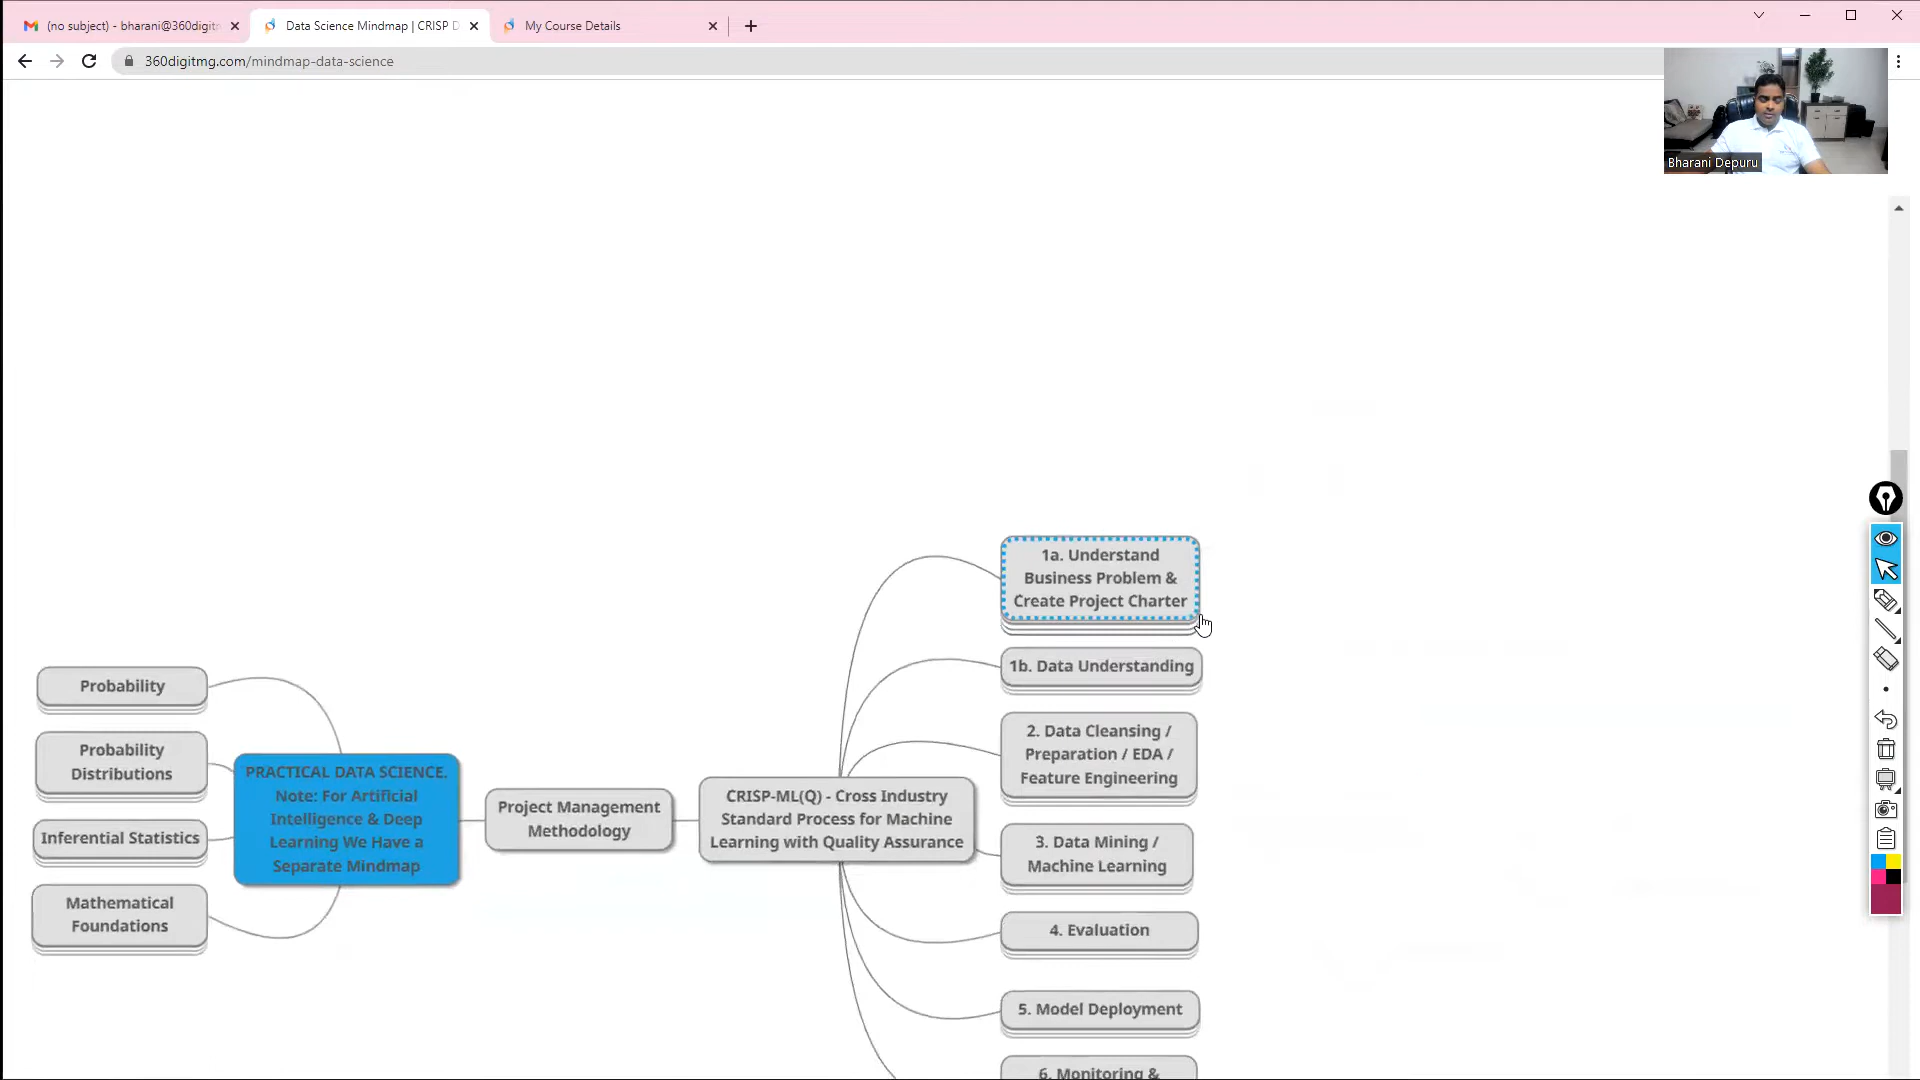 (no subject) - bharani@360digitm
Data Science Mindmap | CRISP D
My Course Details
360digitmg.com/mindmap-data-science
Bharani Depuru
1a. Understand
Business Problem &
Create Project Charter
1b. Data Understanding
2. Data Cleansing /
Preparation / EDA /
Feature Engineering
3. Data Mining /
Machine Learning
4. Evaluation
5. Model Deployment
6. Monitoring &
CRISP-ML(Q) - Cross Industry
Standard Process for Machine
Learning with Quality Assurance
Project Management
Methodology
PRACTICAL DATA SCIENCE.
Note: For Artificial
Intelligence & Deep
Learning We Have a
Separate Mindmap
Probability
Probability
Distributions
Inferential Statistics
Mathematical
Foundations